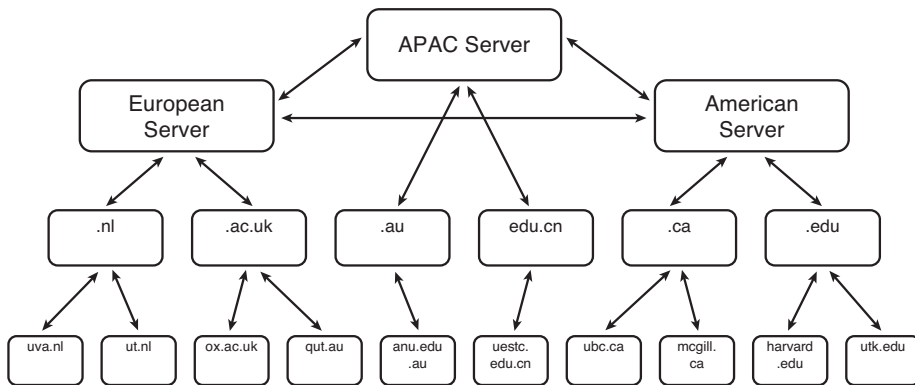 APAC Server
European
Server
American
Server
.nl
.ac.uk
.au
edu.cn
.ca
.edu
uva.nl
ut.nl
ox.ac.uk
qut.au
anu.edu
.au
uestc.
edu.cn
ubc.ca
mcgill.
ca
harvard
.edu
utk.edu